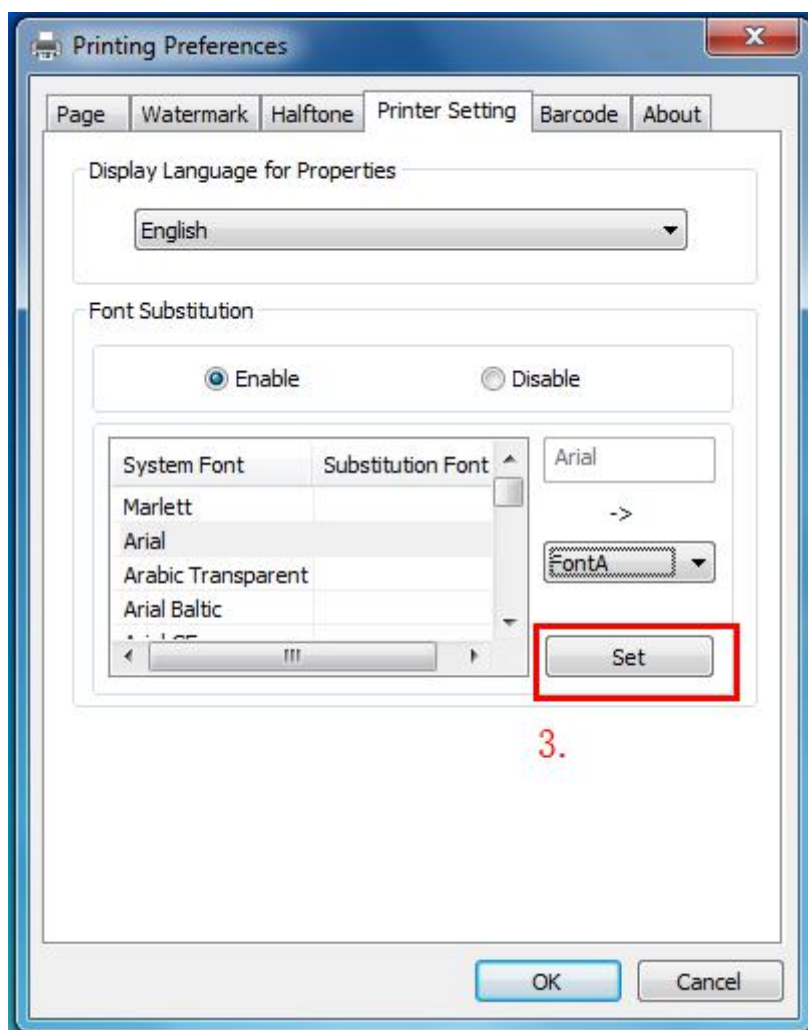 Printing Preferences
Page Watermark Halftone Printer Setting Barcode About
Display Language for Properties
English
Font Substitution
Enable Disable
System Font Substitution Font
Marlett
Arial
Arabic Transparent
Arial Baltic
Arial
->
FontA
Set
3.
OK Cancel